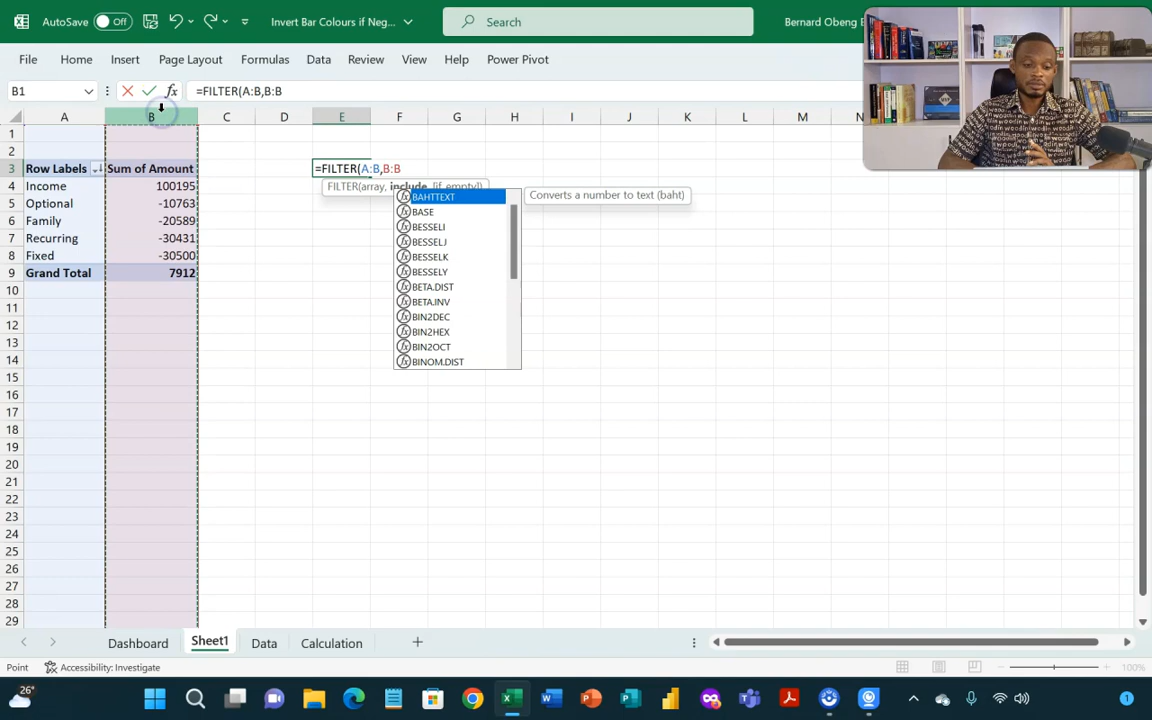 AutoSave Off Invert Bar Colours if Neg... Search Bernard Obeng
File Home Insert Page Layout Formulas Data Review View Help Power Pivot
B1 fx =FILTER(A:B,B:B
A B C D E F G H I J K L M N
1
2
3 Row Labels Sum of Amount =FILTER(A:B,B:B
4 Income 100195 FILTER(array, include, [if_empty])
5 Optional -10763
6 Family -20589
7 Recurring -30431
8 Fixed -30500
9 Grand Total 7912
10
11
12
13
14
15
16
17
18
19
20
21
22
23
24
25
26
27
28
29
BAHTTEXT Converts a number to text (baht)
BASE
BESSELI
BESSELJ
BESSELK
BESSELY
BETA.DIST
BETA.INV
BIN2DEC
BIN2HEX
BIN2OCT
BINOM.DIST
Dashboard Sheet1 Data Calculation
Point Accessibility: Investigate 100%
26° 1